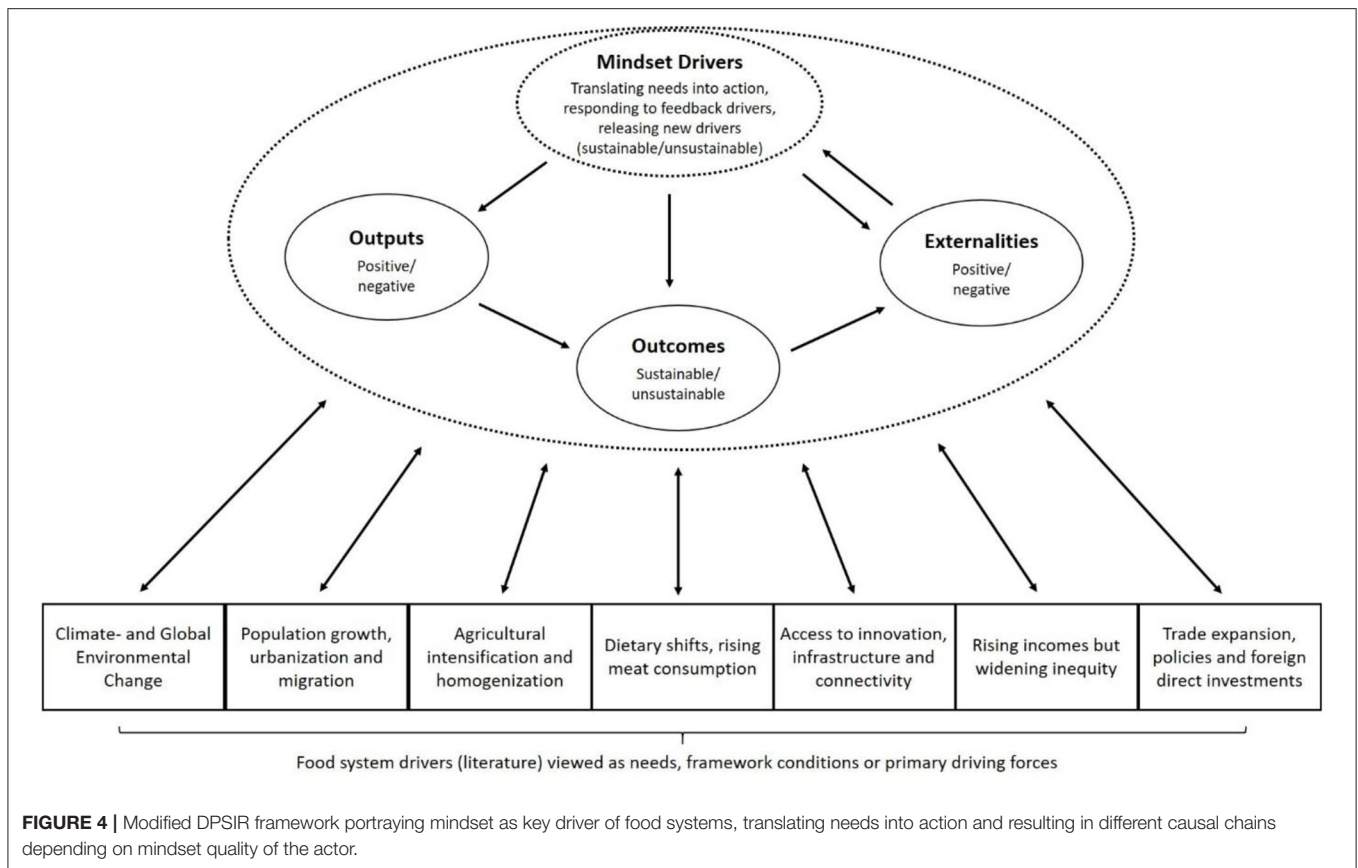 Mindset Drivers
Translating needs into action,
responding to feedback drivers,
releasing new drivers
(sustainable/unsustainable)
Outputs
Positive/
negative
Externalities
Positive/
negative
Outcomes
Sustainable/
unsustainable
Climate- and Global
Environmental
Change
Population growth,
urbanization and
migration
Agricultural
intensification and
homogenization
Dietary shifts, rising
meat consumption
Access to innovation,
infrastructure and
connectivity
Rising incomes but
widening inequity
Trade expansion,
policies and foreign
direct investments
Food system drivers (literature) viewed as needs, framework conditions or primary driving forces
FIGURE 4 | Modified DPSIR framework portraying mindset as key driver of food systems, translating needs into action and resulting in different causal chains
depending on mindset quality of the actor.